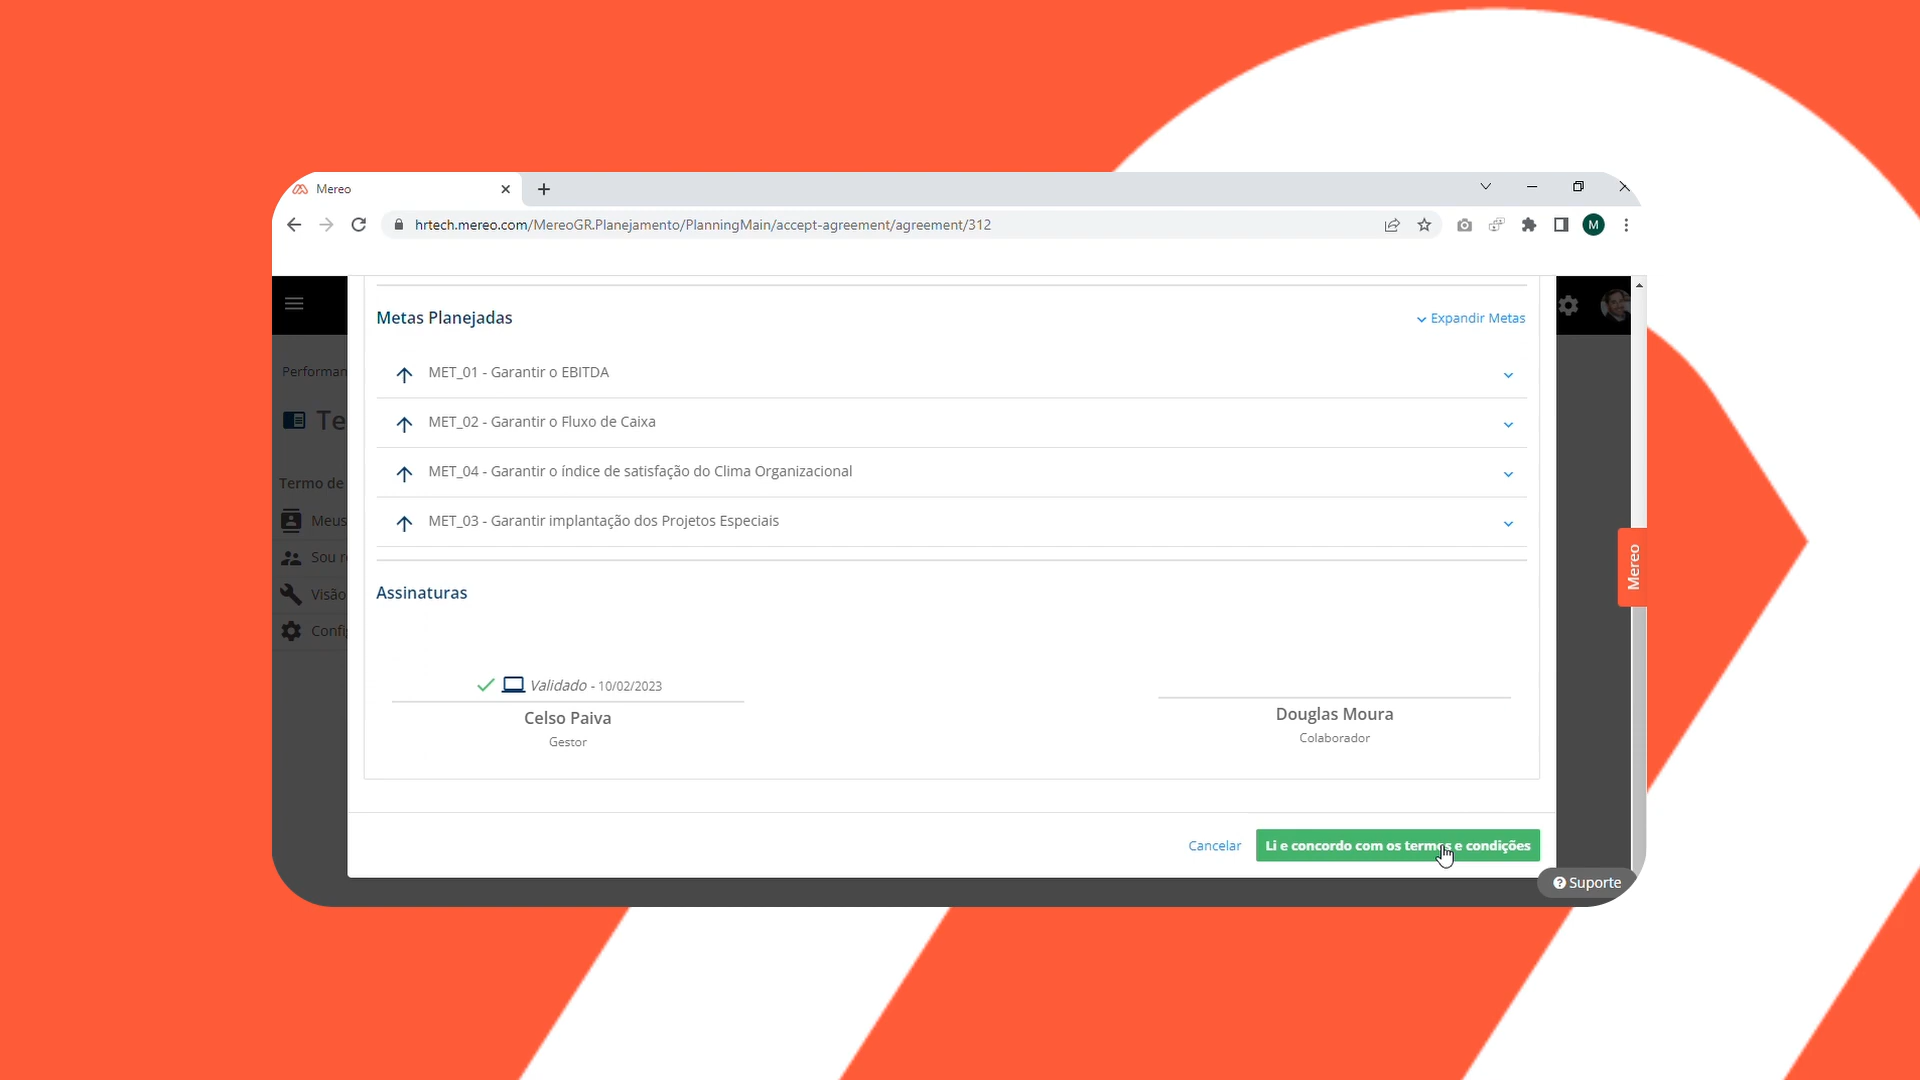 Mereo
hrtech.mereo.com/MereoGR.Planejamento/PlanningMain/accept-agreement/agreement/312
M
Metas Planejadas
Expandir Metas
Performan
MET_01 - Garantir o EBITDA
Te
MET_02 - Garantir o Fluxo de Caixa
MET_04 - Garantir o índice de satisfação do Clima Organizacional
Termo de
Meus
MET_03 - Garantir implantação dos Projetos Especiais
Sou r
Mereo
Visão
Assinaturas
Confi
Validado - 10/02/2023
Celso Paiva
Gestor
Douglas Moura
Colaborador
Cancelar
Li e concordo com os termos e condições
Suporte